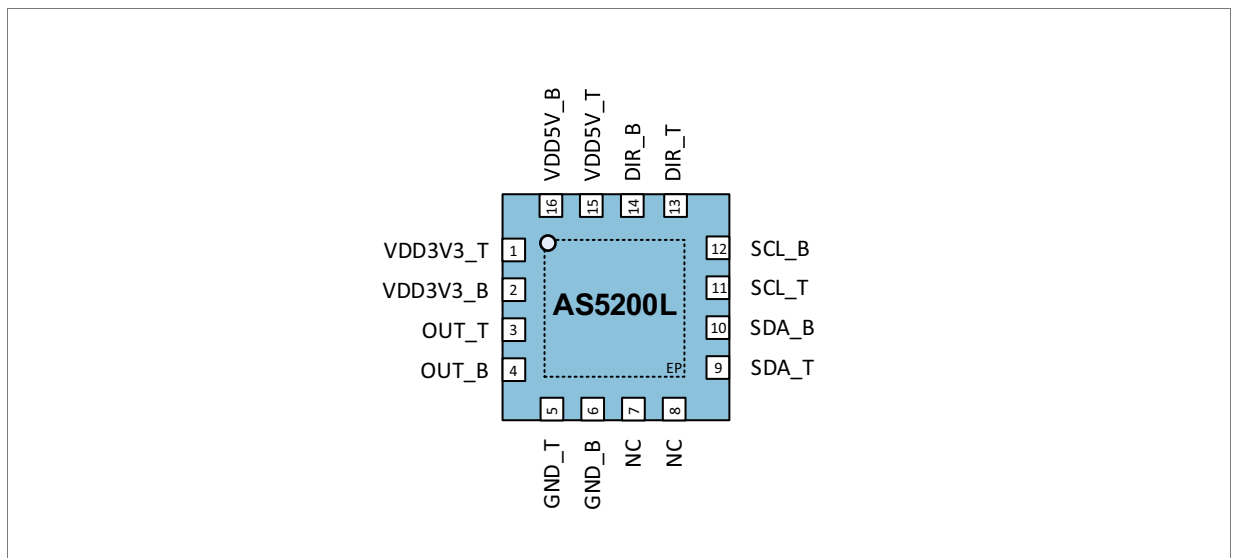 VDD5V_B
VDD5V_T
DIR_B
DIR_T
16
15
14
13
VDD3V3_T 1
VDD3V3_B 2
OUT_T 3
OUT_B 4
12 SCL_B
11 SCL_T
10 SDA_B
9 SDA_T
AS5200L
EP
5
6
7
8
GND_T
GND_B
NC
NC